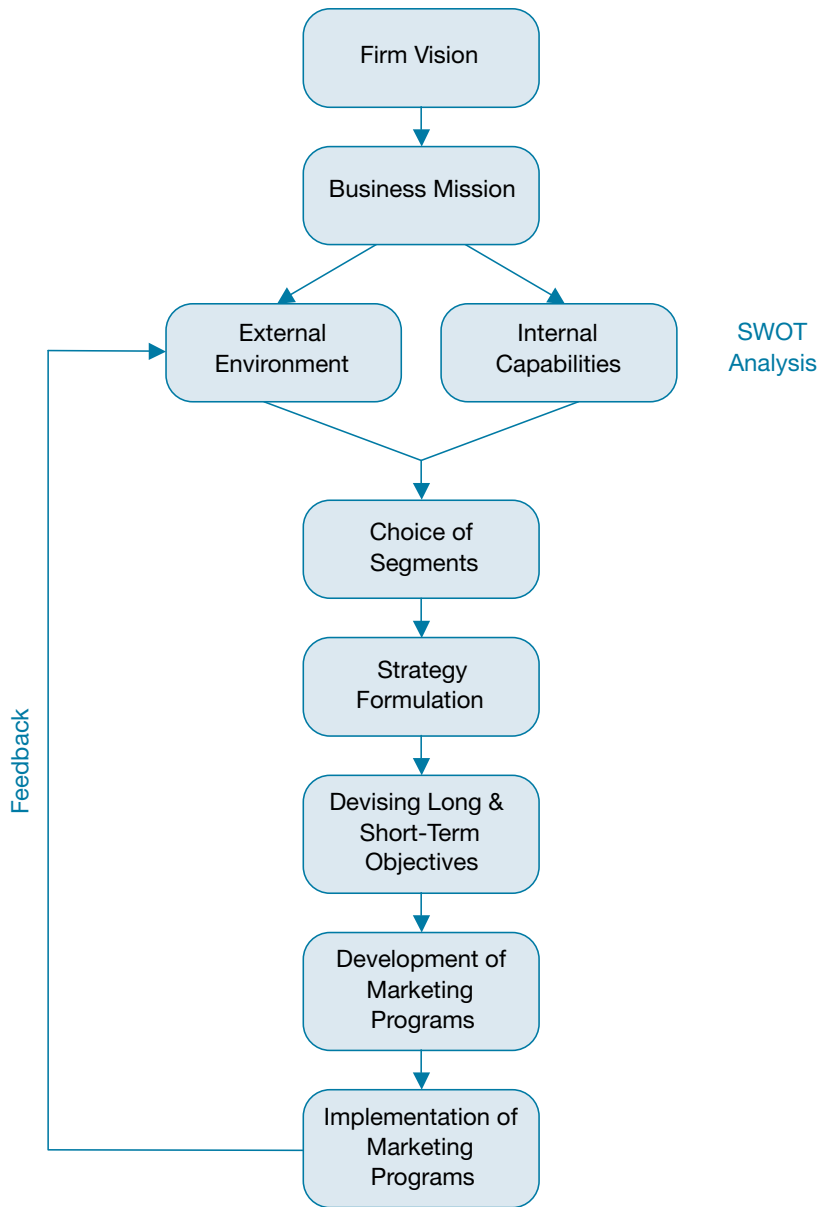 Firm Vision
Business Mission
External
Environment
Internal
Capabilities
SWOT
Analysis
Choice of
Segments
Strategy
Formulation
Devising Long &
Short-Term
Objectives
Development of
Marketing
Programs
Implementation of
Marketing
Programs
Feedback